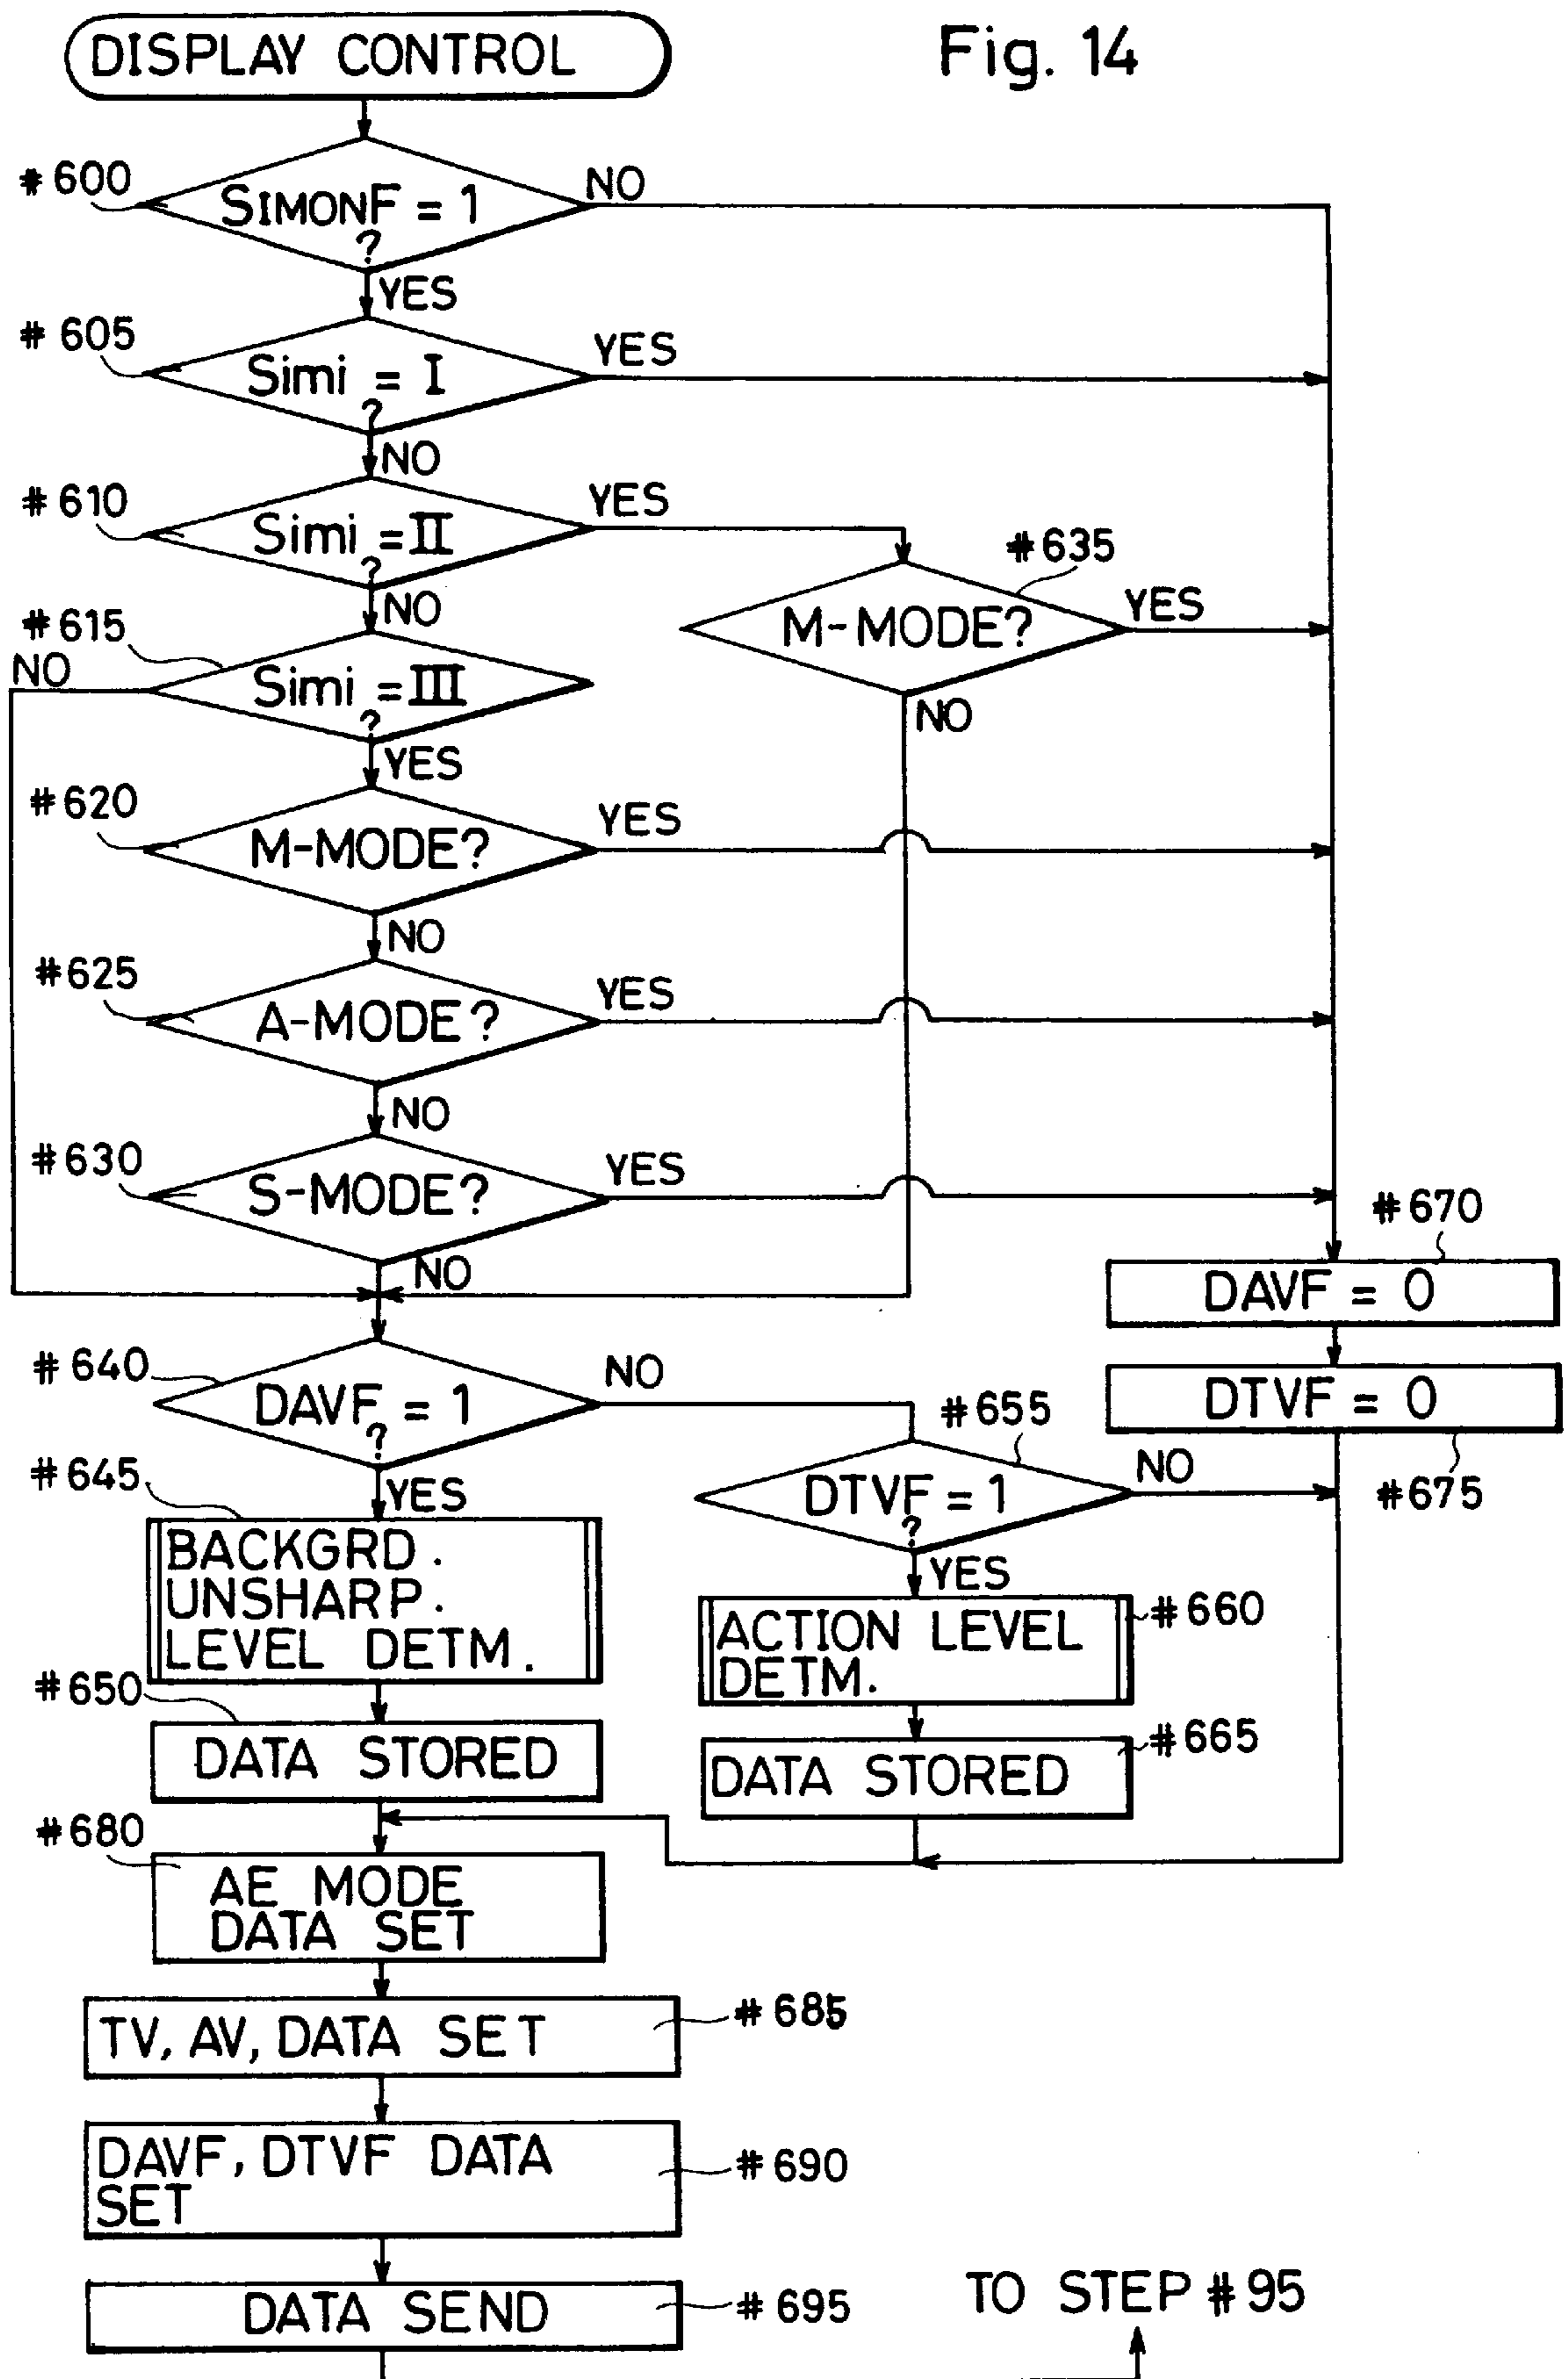 DISPLAY CONTROL
Fig. 14
#600
SIMONF = 1
?
NO
YES
#605
Simi = I
?
YES
NO
#610
Simi = II
?
YES
NO
#635
M-MODE?
YES
NO
#615
NO
Simi = III
?
YES
#620
M-MODE?
YES
NO
#625
A-MODE?
YES
NO
#630
S-MODE?
YES
NO
#670
DAVF = 0
DTVF = 0
#675
#640
DAVF = 1
?
NO
YES
#655
DTVF = 1
?
NO
YES
#645
BACKGRD.
UNSHARP.
LEVEL DETM.
#660
ACTION LEVEL
DETM.
#650
DATA STORED
#665
DATA STORED
#680
AE MODE
DATA SET
TV, AV, DATA SET
#685
DAVF, DTVF DATA
SET
#690
DATA SEND
#695
TO STEP #95